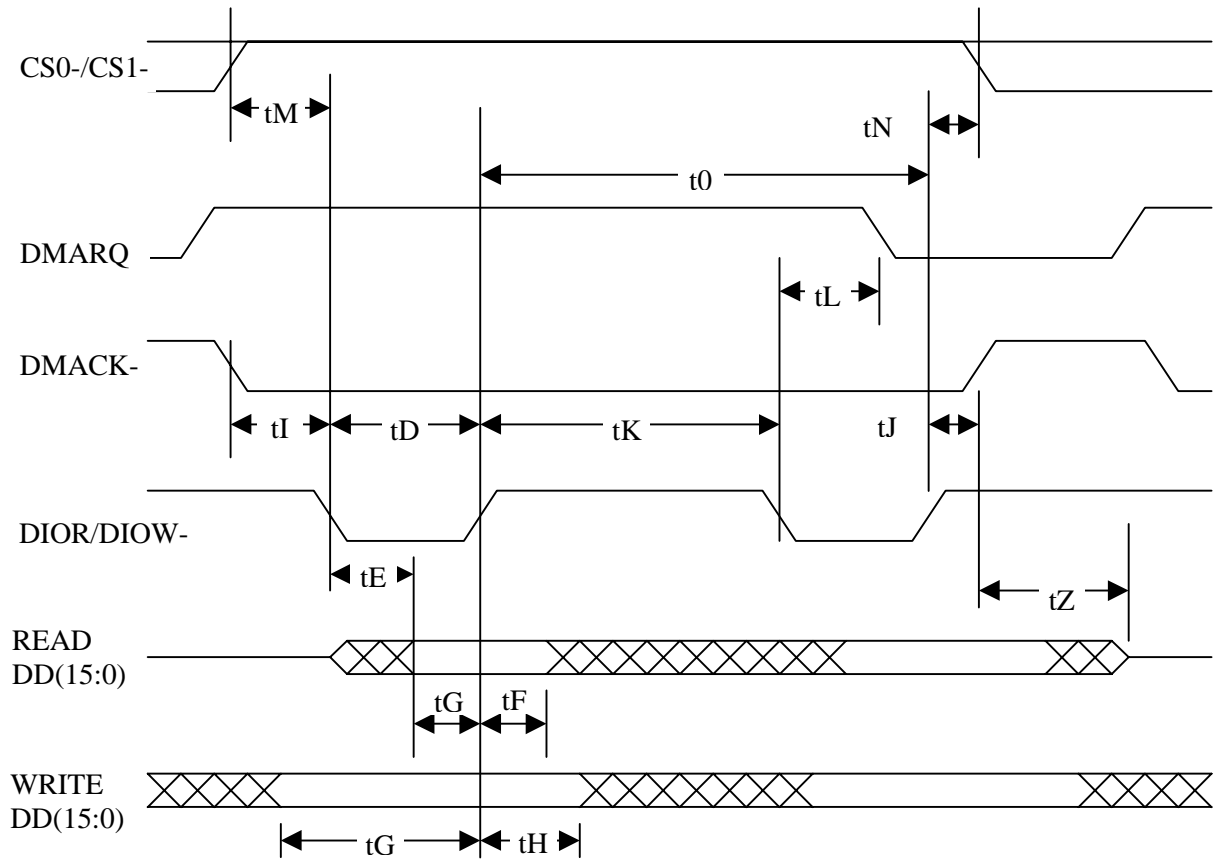 CS0-/CS1-
tM
tN
t0
DMARQ
tL
DMACK-
tI
tD
tK
tJ
DIOR/DIOW-
tE
tZ
READ
DD(15:0)
tG
tF
WRITE
DD(15:0)
tG
tH